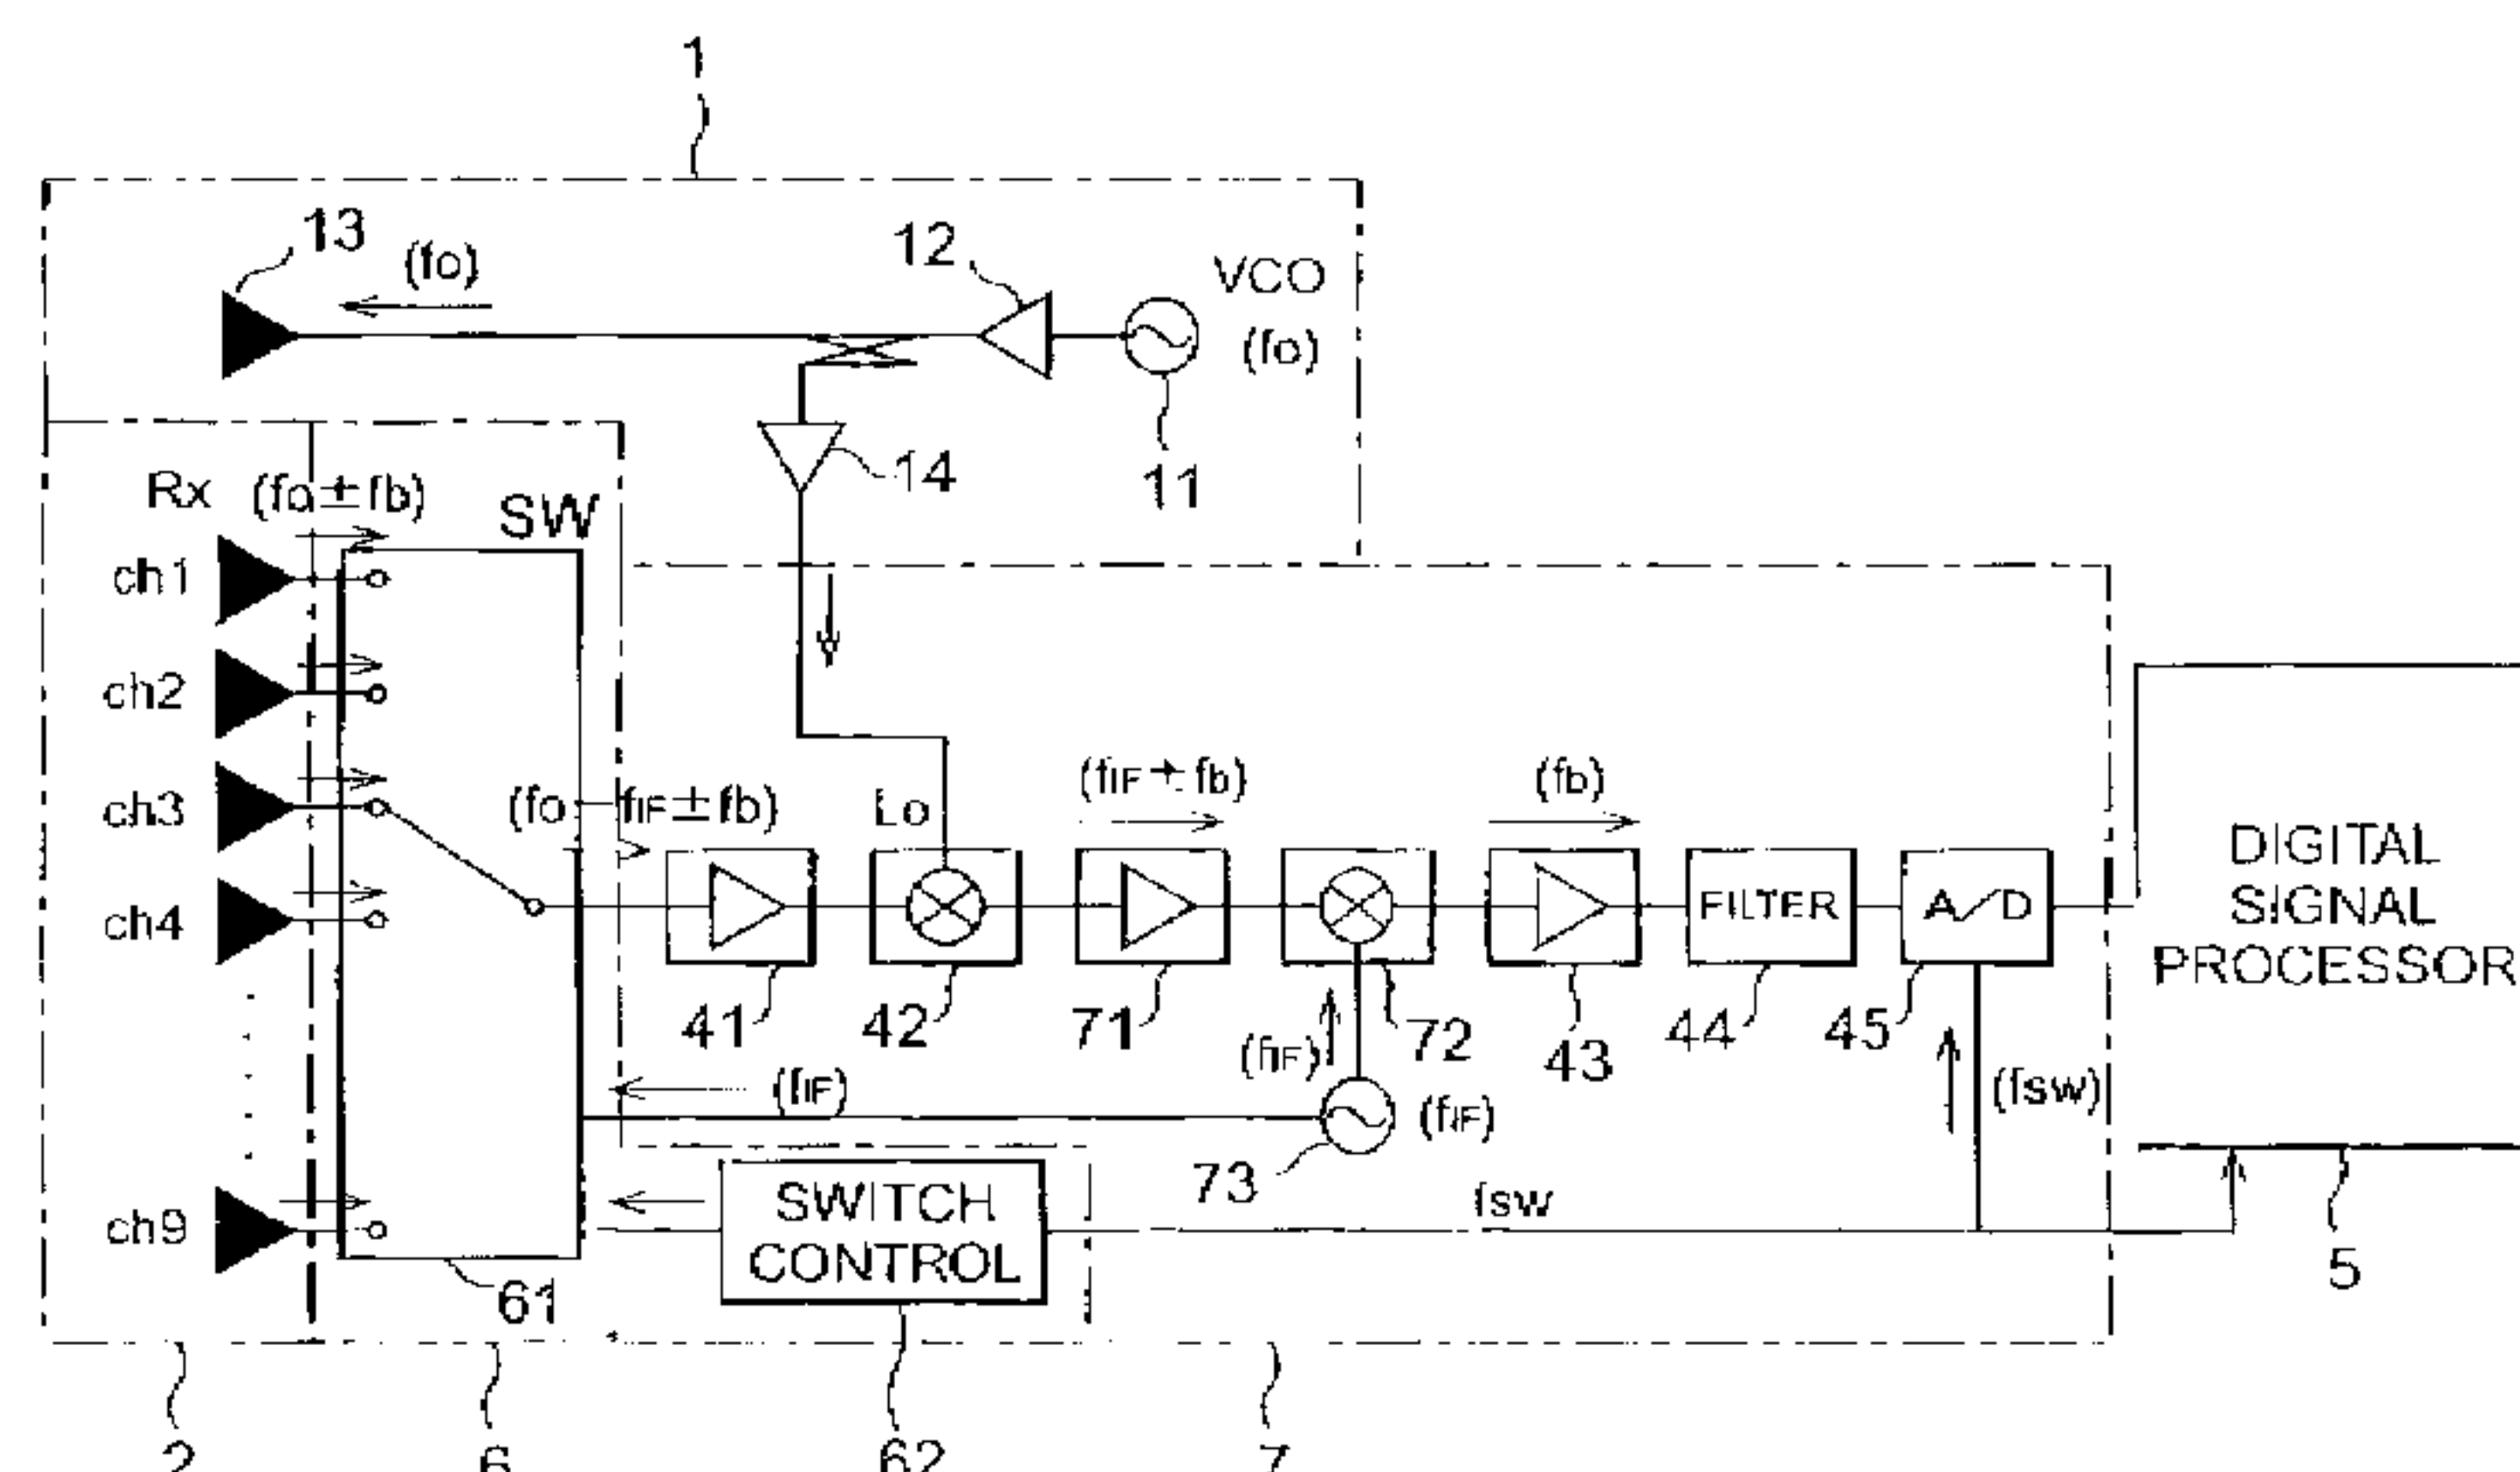 1
13
(fo)
12
VCO
(fo)
14
11
Rx
(fo ± fb)
SW
ch1
ch2
ch3
ch4
ch9
(fo - fIF ± fb)
Lo
(fIF ± fb)
(fb)
FILTER
A/D
DIGITAL
SIGNAL
PROCESSOR
41
42
71
72
43
44
45
(fIF)
(fIF)
(fIF)
(fsw)
73
SWITCH
CONTROL
fsw
61
5
2
6
62
7